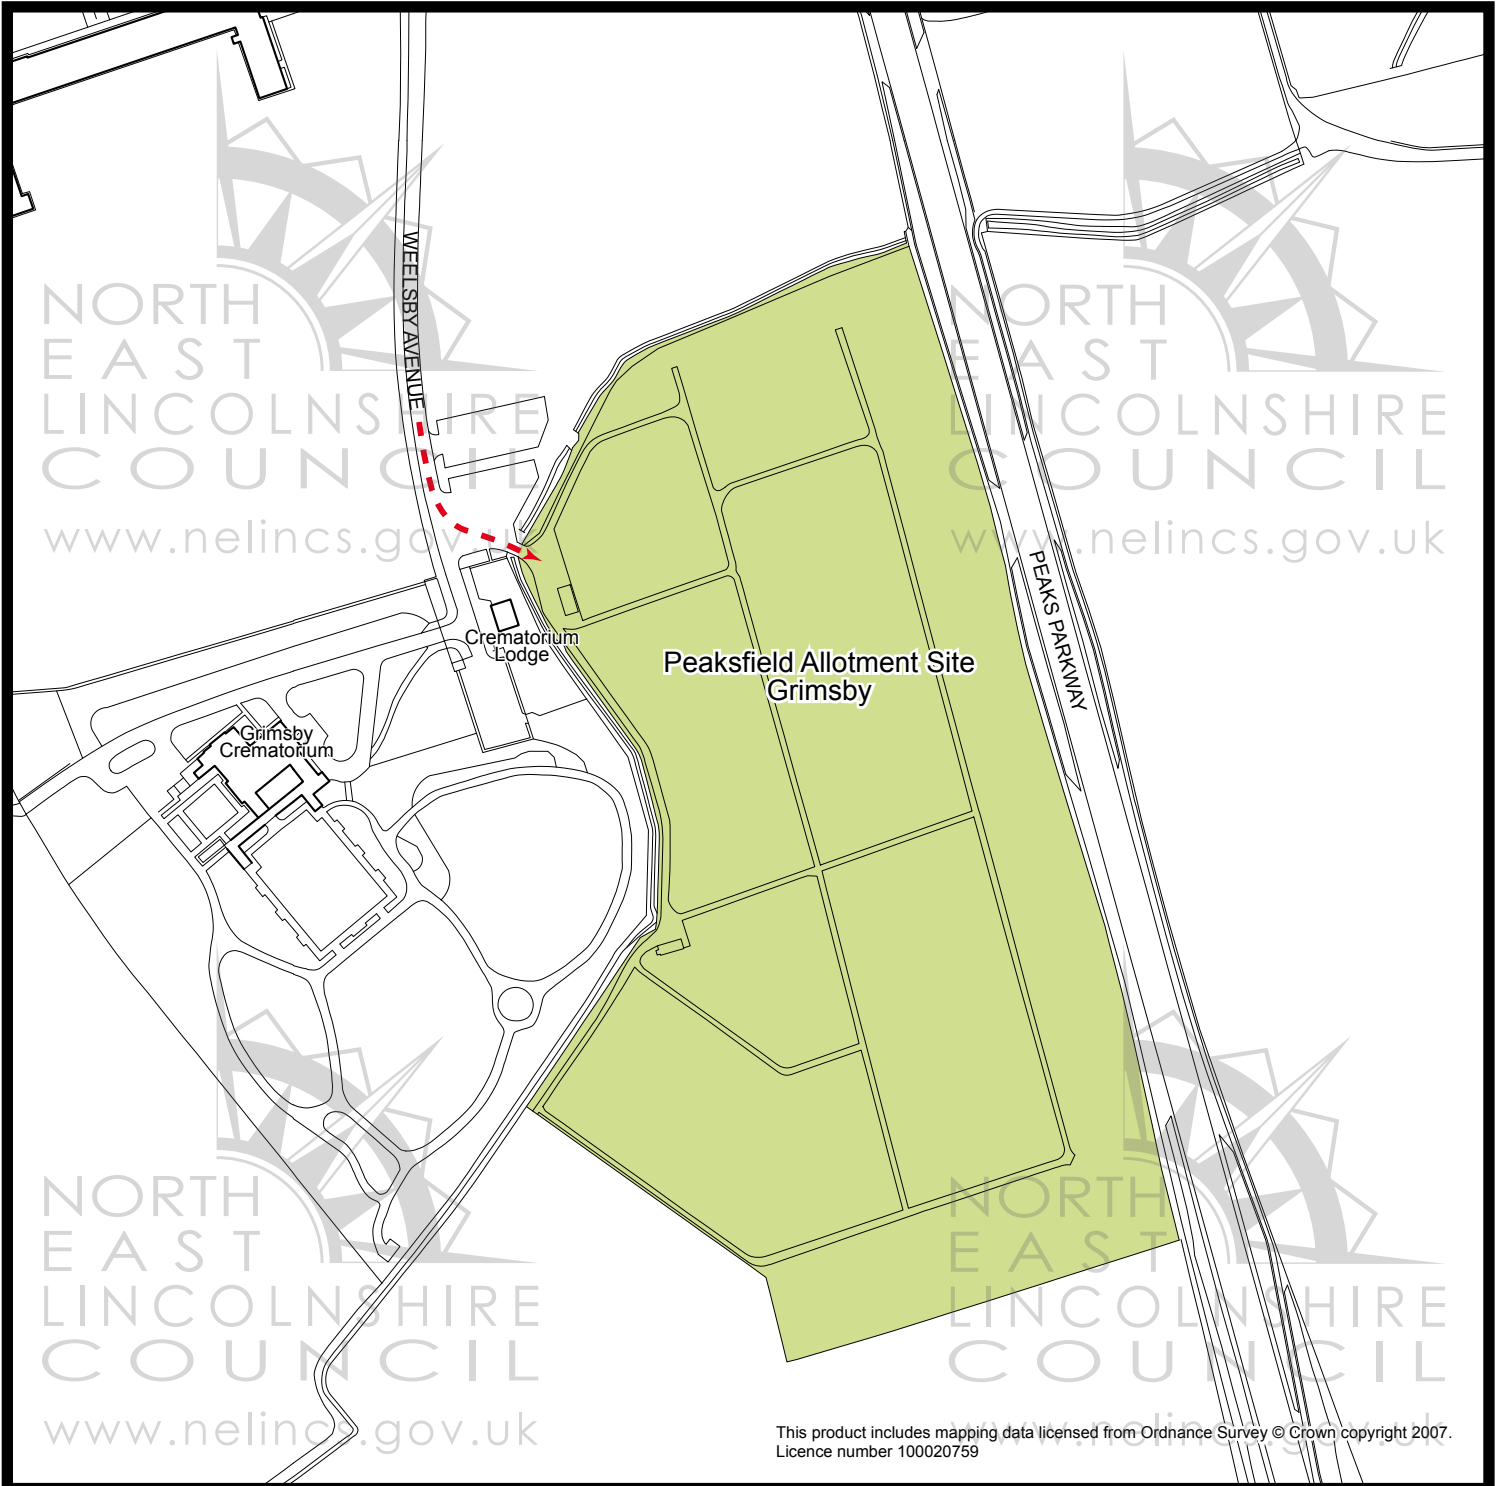 NORTH
EAST
LINCOLNSHIRE
COUNCIL
www.nelincs.gov.uk
NORTH
EAST
LINCOLNSHIRE
COUNCIL
www.nelincs.gov.uk
WEELSBY AVENUE
PEAKS PARKWAY
Crematorium
Lodge
Peaksfield Allotment Site
Grimsby
Grimsby
Crematorium
NORTH
EAST
LINCOLNSHIRE
COUNCIL
www.nelincs.gov.uk
NORTH
EAST
LINCOLNSHIRE
COUNCIL
www.nelincs.gov.uk
This product includes mapping data licensed from Ordnance Survey © Crown copyright 2007.
Licence number 100020759